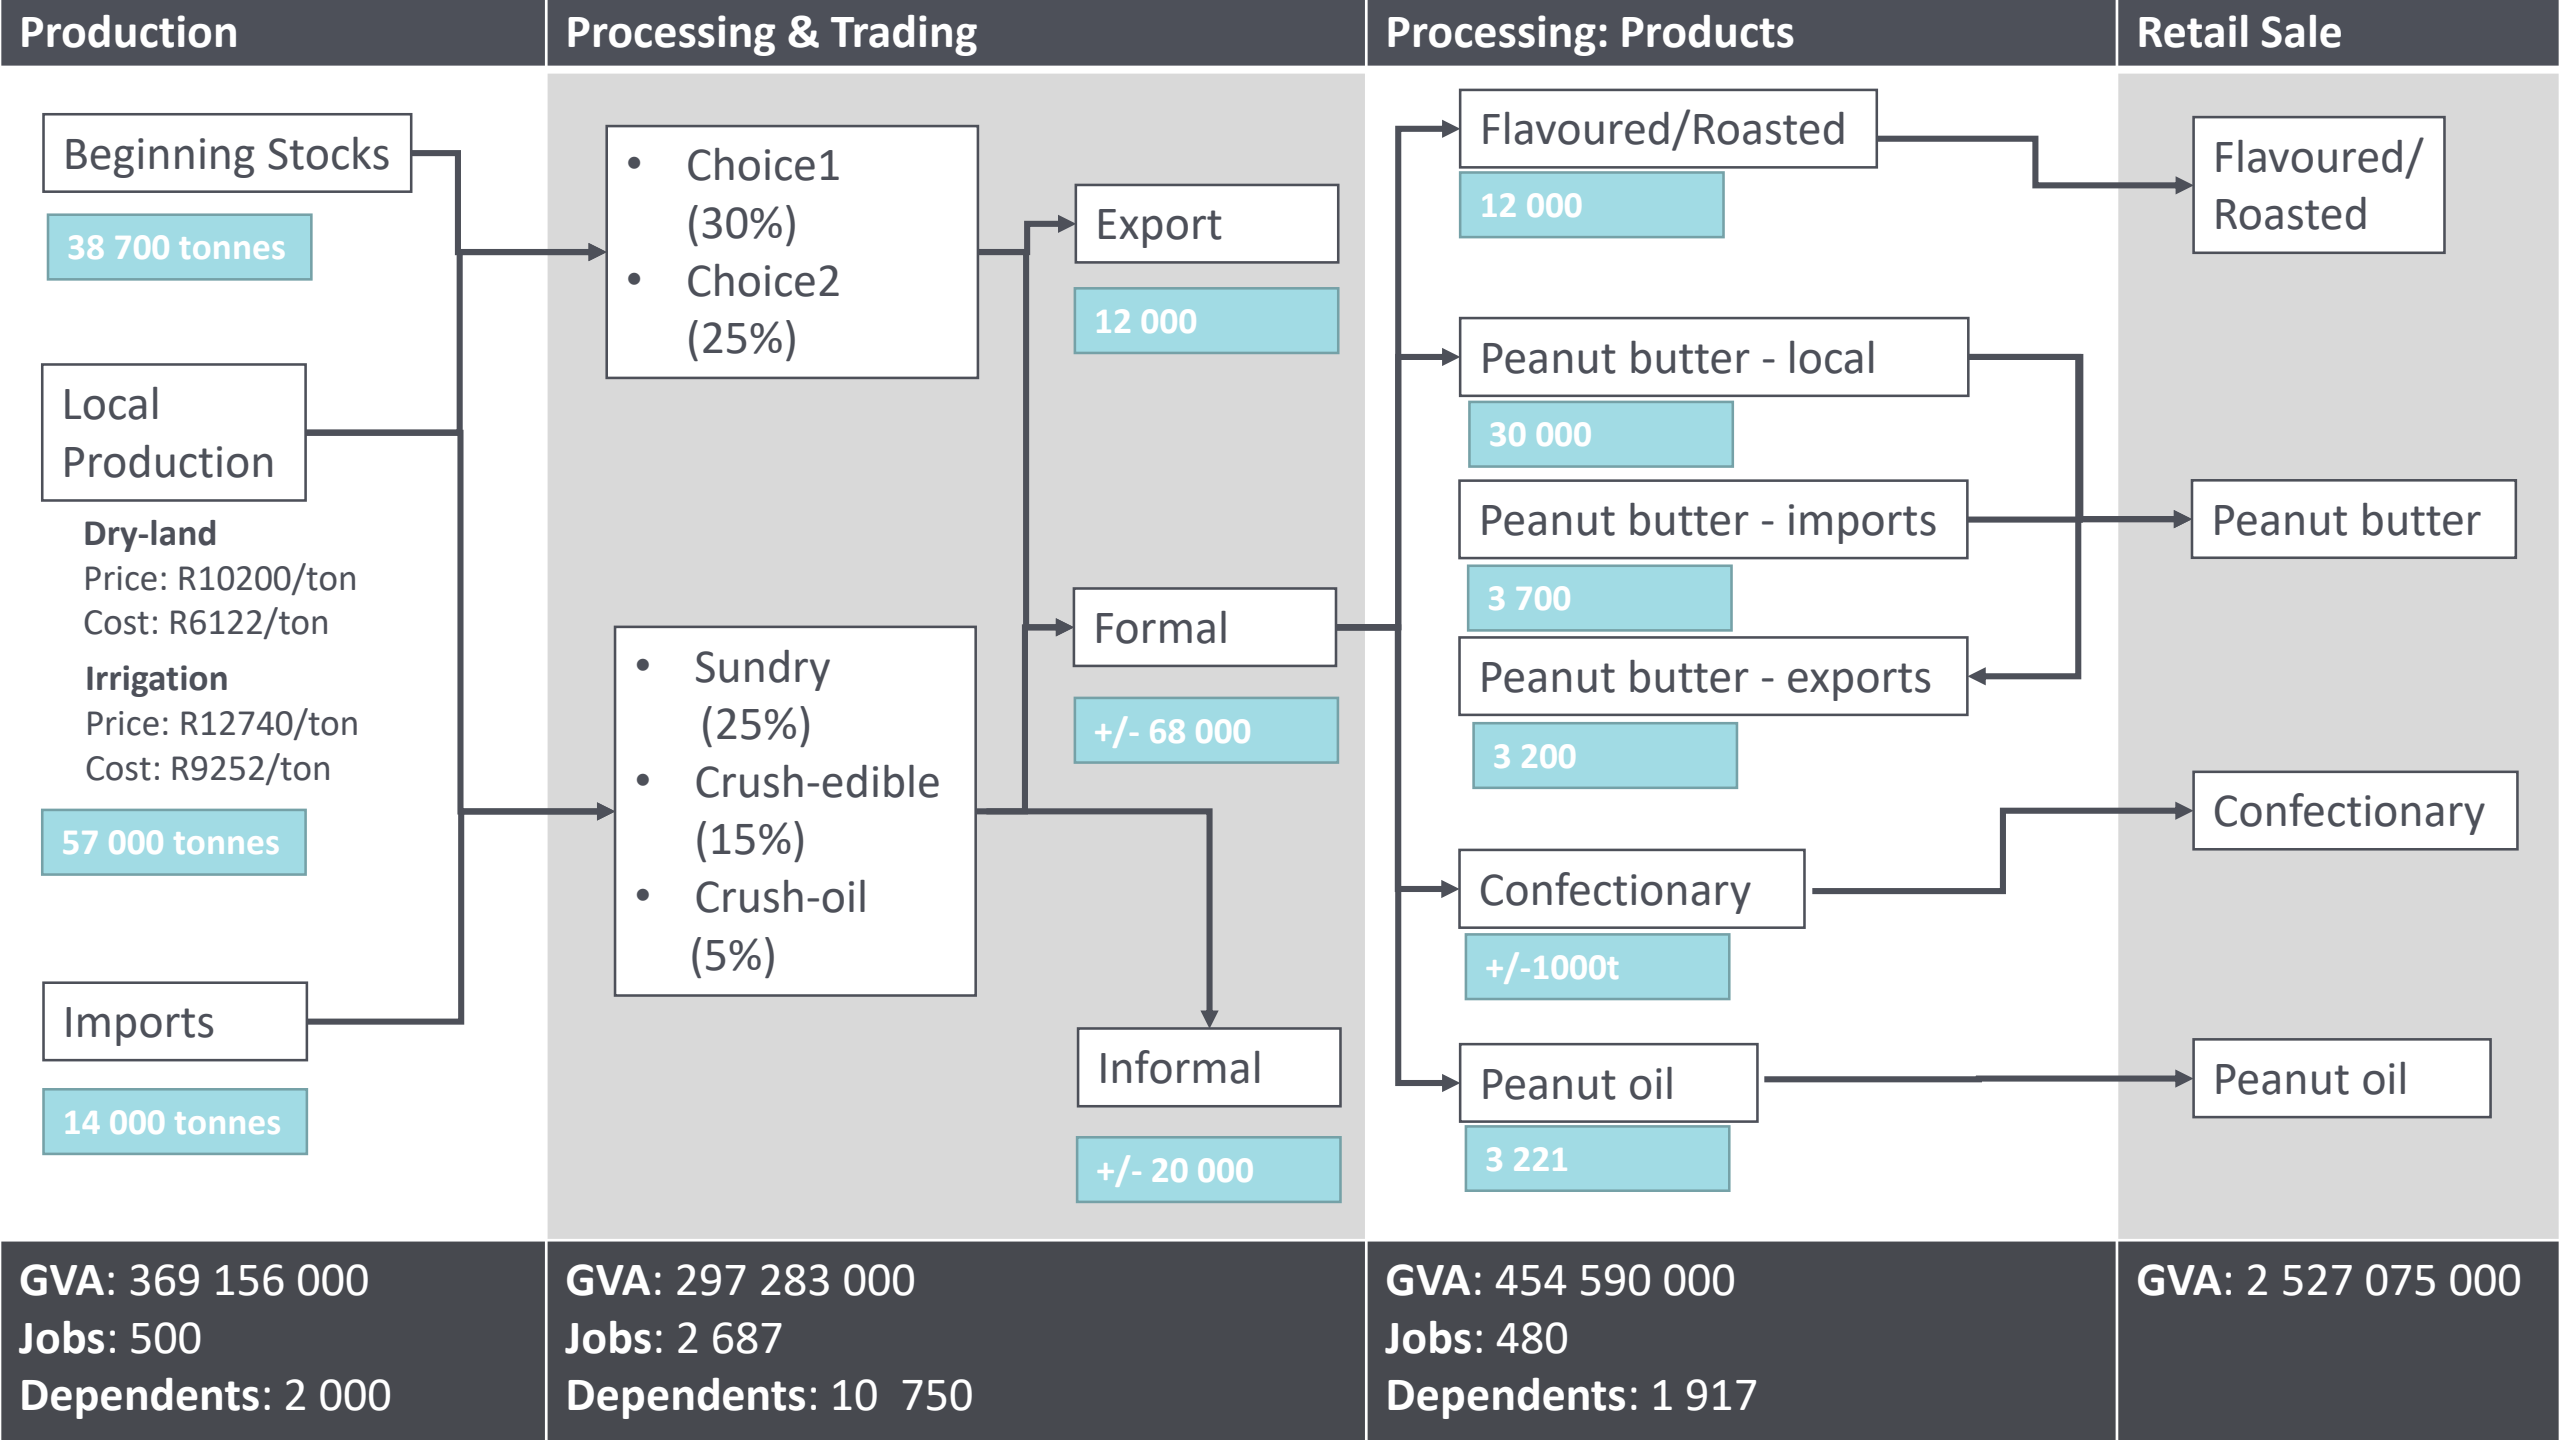 Production
Beginning Stocks
38 700 tonnes
Local
Production
Dry-land
Price: R10200/ton
Cost: R6122/ton
Irrigation
Price: R12740/ton
Cost: R9252/ton
57 000 tonnes
Imports
14 000 tonnes
GVA: 369 156 000
Jobs: 500
Dependents: 2 000
Processing & Trading
• Choice1
(30%)
• Choice2
(25%)
• Sundry
(25%)
• Crush-edible
(15%)
• Crush-oil
(5%)
Export
12 000
Formal
+/- 68 000
Informal
+/- 20 000
GVA: 297 283 000
Jobs: 2 687
Dependents: 10  750
Processing: Products
Flavoured/Roasted
12 000
Peanut butter - local
30 000
Peanut butter - imports
3 700
Peanut butter - exports
3 200
Confectionary
+/-1000t
Peanut oil
3 221
GVA: 454 590 000
Jobs: 480
Dependents: 1 917
Retail Sale
Flavoured/
Roasted
Peanut butter
Confectionary
Peanut oil
GVA: 2 527 075 000